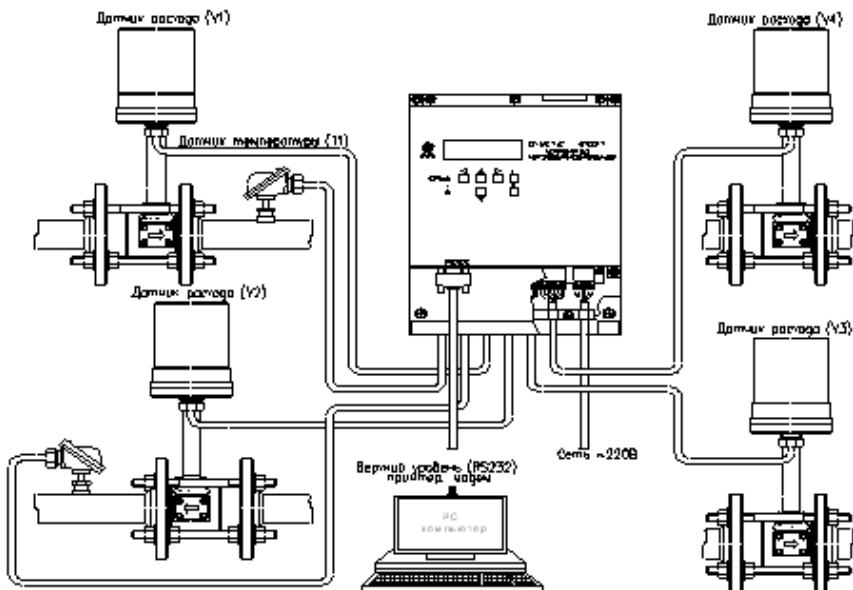 Датчик расхода (V1)
Датчик расхода (V4)
Датчик температуры (T1)
Датчик расхода (V2)
Датчик расхода (V3)
Верхний уровень (RS232)
принтер, модем
Сеть ~220В
PC
компьютер